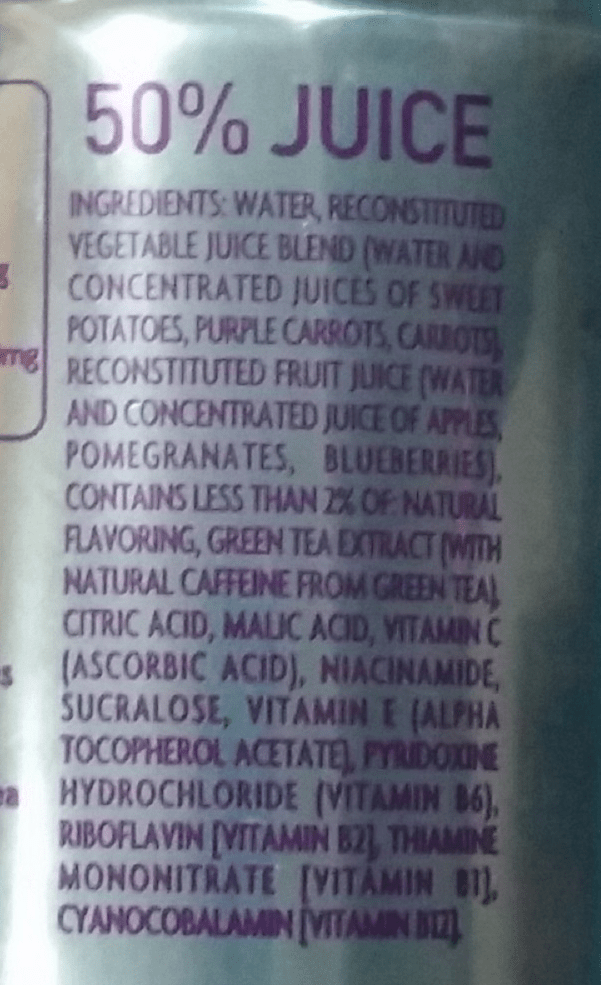 50% JUICE
INGREDIENTS: WATER, RECONSTITUTED
VEGETABLE JUICE BLEND (WATER AND
CONCENTRATED JUICES OF SWEET
POTATOES, PURPLE CARROTS, CARROTS),
mg
RECONSTITUTED FRUIT JUICE (WATER
AND CONCENTRATED JUICE OF APPLES,
POMEGRANATES, BLUEBERRIES).
CONTAINS LESS THAN 2% OF: NATURAL
FLAVORING, GREEN TEA EXTRACT (WITH
NATURAL CAFFEINE FROM GREEN TEA),
CITRIC ACID, MALIC ACID, VITAMIN C
(ASCORBIC ACID), NIACINAMIDE,
SUCRALOSE, VITAMIN E (ALPHA
TOCOPHEROL ACETATE), PYRIDOXINE
HYDROCHLORIDE (VITAMIN B6),
RIBOFLAVIN [VITAMIN B2], THIAMINE
MONONITRATE [VITAMIN B1],
CYANOCOBALAMIN [VITAMIN B12].